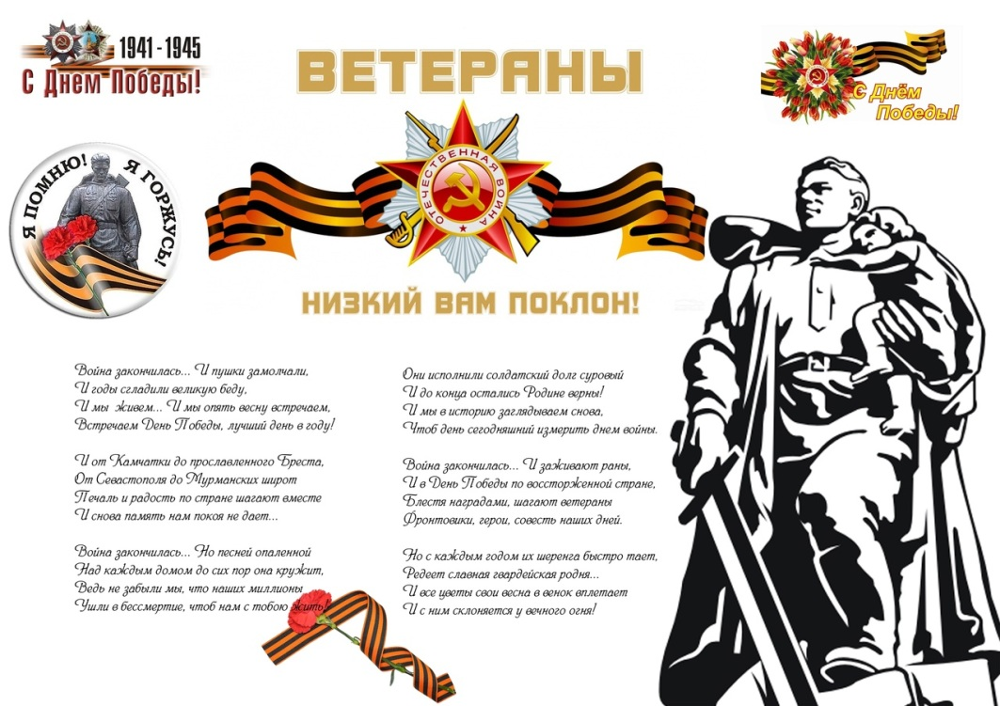 1941 - 1945
С Днем Победы!
ВЕТЕРАНЫ
С Днём
Победы!
Я ПОМНЮ! Я ГОРЖУСЬ!
ОТЕЧЕСТВЕННАЯ ВОЙНА
НИЗКИЙ ВАМ ПОКЛОН!
Война закончилась... И пушки замолчали,
И годы сгладили великую беду,
И мы живем... И мы опять весну встречаем,
Встречаем День Победы, лучший день в году!
И от Камчатки до прославленного Бреста,
От Севастополя до Мурманских широт
Печаль и радость по стране шагают вместе
И снова память нам покоя не дает...
Война закончилась... Но песней опаленной
Над каждым домом до сих пор она кружит,
Ведь не забыли мы, что наших миллионы
Ушли в бессмертие, чтоб нам с тобою жить!
Они исполнили солдатский долг суровый
И до конца остались Родине верны!
И мы в историю заглядываем снова,
Чтоб день сегодняшний измерить днем войны.
Война закончилась... И заживают раны,
И в День Победы по воссторженной стране,
Блестя наградами, шагают ветераны
Фронтовики, герои, совесть наших дней.
Но с каждым годом их шеренга быстро тает,
Редеет славная гвардейская родня...
И все цветы свои весна в венок вплетает
И с ним склоняется у вечного огня!